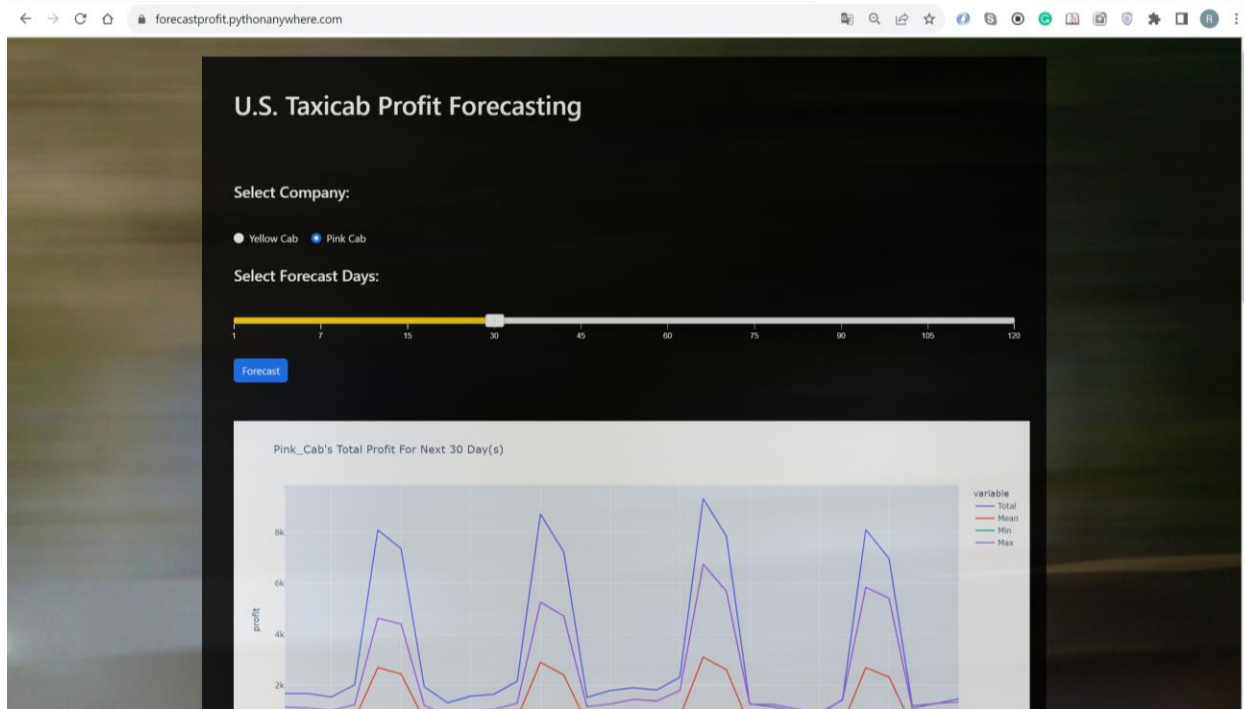 forecastprofit.pythonanywhere.com
R
U.S. Taxicab Profit Forecasting
Select Company:
Yellow Cab Pink Cab
Select Forecast Days:
1 7 15 30 45 60 75 90 105 120
Forecast
Pink_Cab's Total Profit For Next 30 Day(s)
variable
Total
Mean
Min
Max
8k
6k
profit
4k
2k